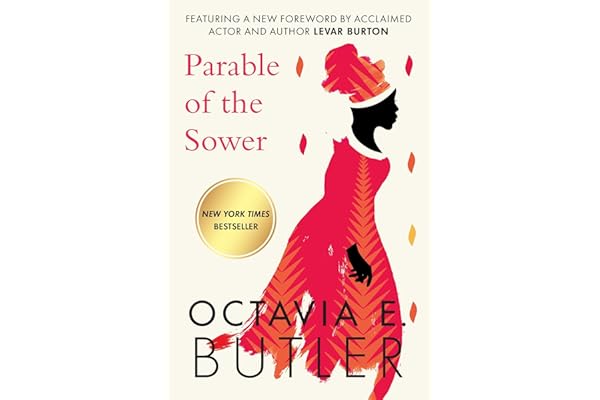 FEATURING A NEW FOREWORD BY ACCLAIMED
ACTOR AND AUTHOR LEVAR BURTON
Parable
of the
Sower
NEW YORK TIMES
BESTSELLER
OCTAVIA E.
BUTLER